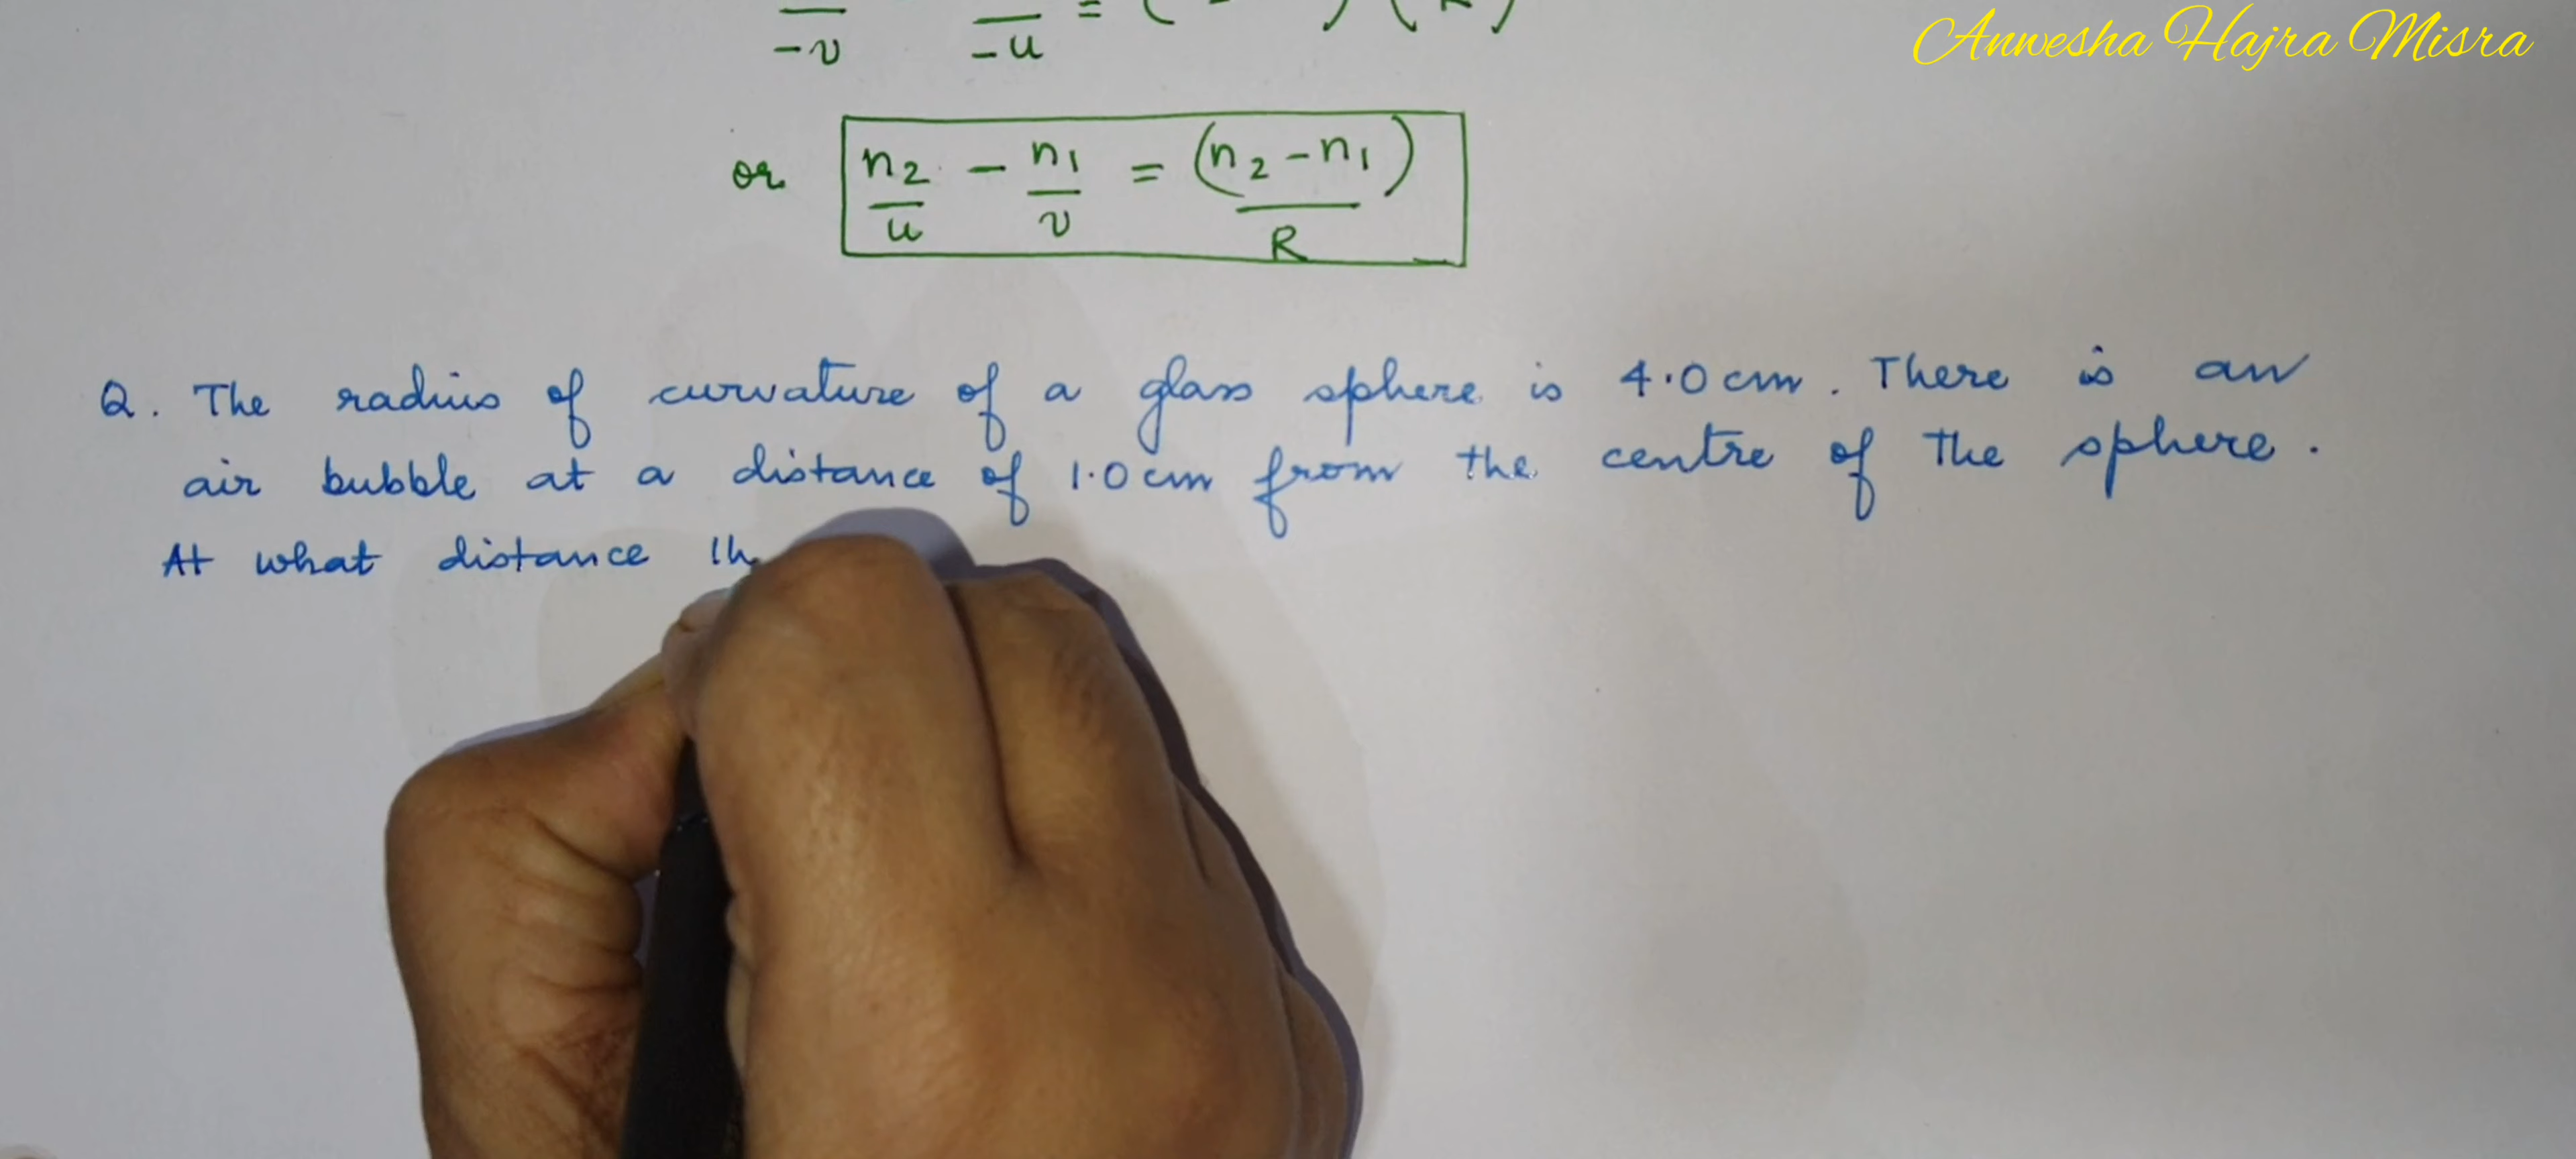 Anwesha Hajra Misra
-v -u =
or n2/u - n1/v = (n2-n1)/R
Q. The radius of curvature of a glass sphere is 4.0 cm. There is an
air bubble at a distance of 1.0 cm from the centre of the sphere.
At what distance